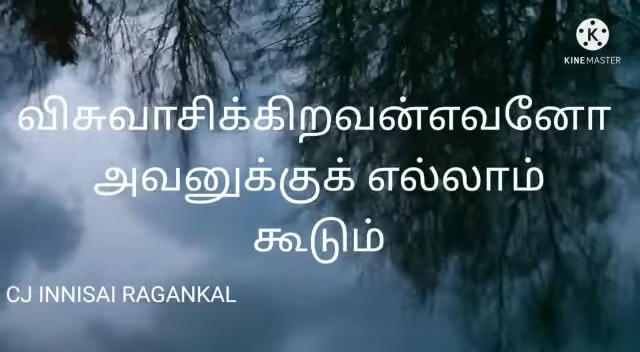 KINEMASTER
விசுவாசிக்கிறவன்எவனோ
அவனுக்குக் எல்லாம்
கூடும்
CJ INNISAI RAGANKAL